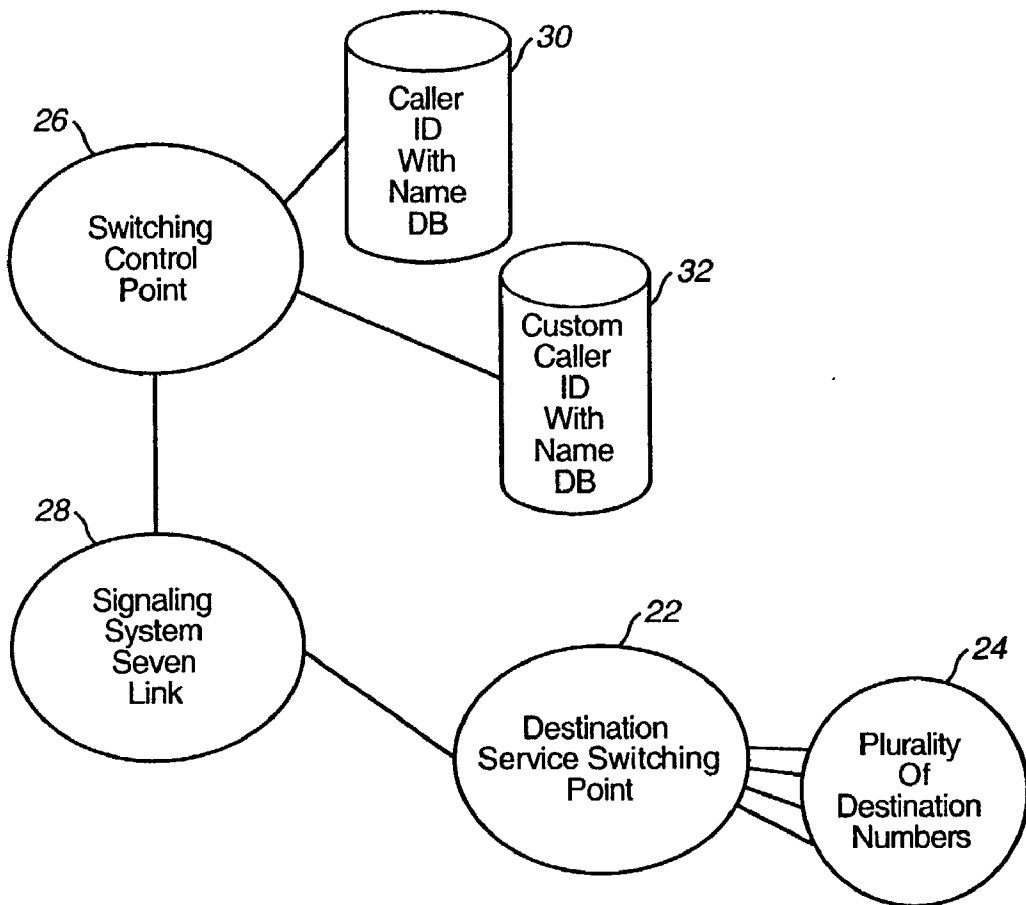 30
Caller
ID
With
Name
DB
26
Switching
Control
Point
32
Custom
Caller
ID
With
Name
DB
28
Signaling
System
Seven
Link
22
Destination
Service Switching
Point
24
Plurality
Of
Destination
Numbers